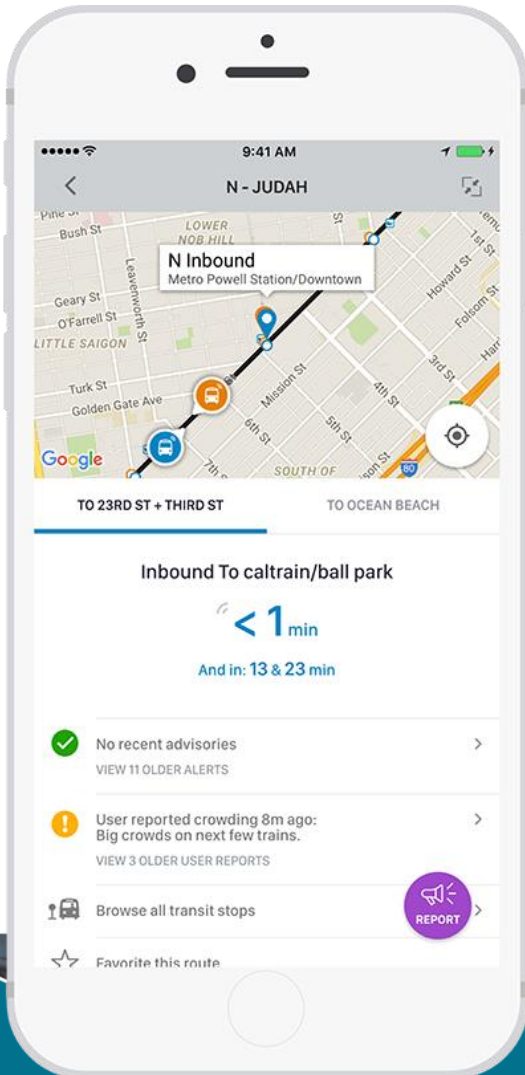 9:41 AM
N - JUDAH
Pine St
Bush St
LOWER
NOB HILL
St
1st St
N Inbound
Metro Powell Station/Downtown
Leavenworth St
Howard St
Folsom St
Geary St
O'Farrell St
LITTLE SAIGON
3rd St
Mission St
Turk St
4th St
Golden Gate Ave
6th St
5th St
7th
Google
SOUTH OF
80
TO 23RD ST + THIRD ST
TO OCEAN BEACH
Inbound To caltrain/ball park
< 1 min
And in: 13 & 23 min
No recent advisories
VIEW 11 OLDER ALERTS
User reported crowding 8m ago:
Big crowds on next few trains.
VIEW 3 OLDER USER REPORTS
Browse all transit stops
REPORT
Favorite this route